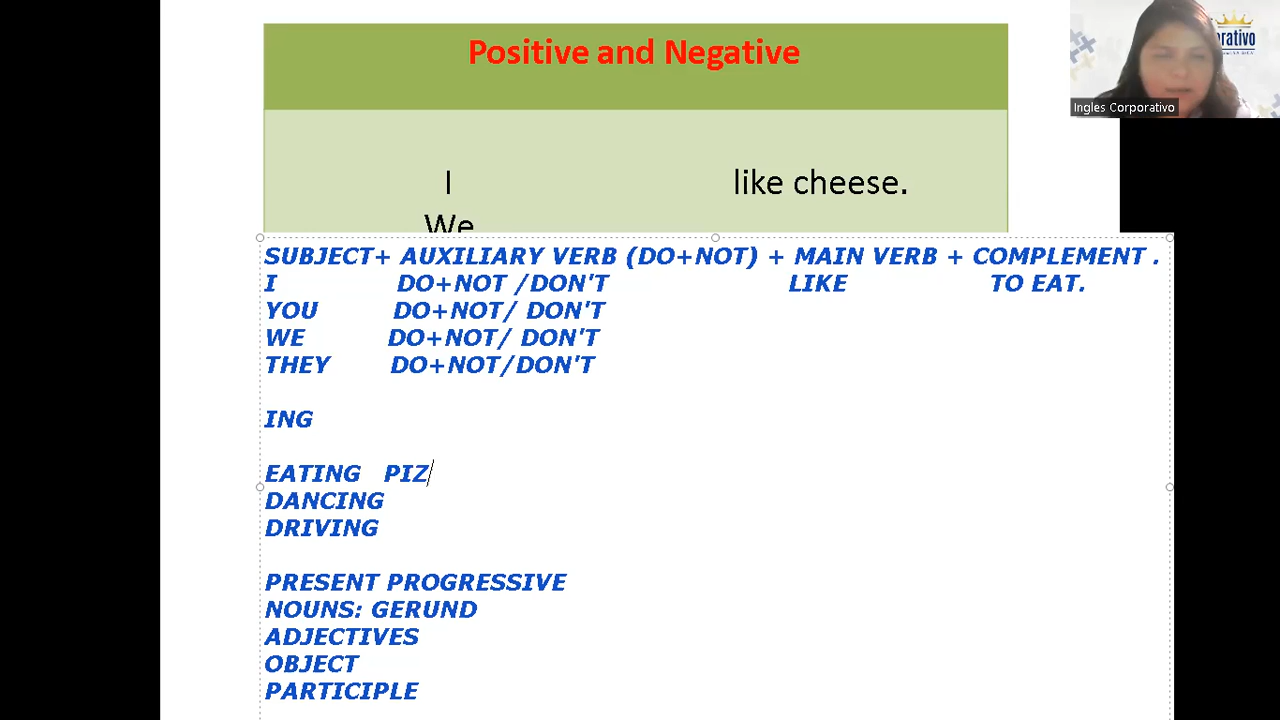 Positive and Negative
I like cheese.
We
SUBJECT+ AUXILIARY VERB (DO+NOT) + MAIN VERB + COMPLEMENT .
I DO+NOT /DON'T LIKE TO EAT.
YOU DO+NOT/ DON'T
WE DO+NOT/ DON'T
THEY DO+NOT/DON'T
ING
EATING PIZ
DANCING
DRIVING
PRESENT PROGRESSIVE
NOUNS: GERUND
ADJECTIVES
OBJECT
PARTICIPLE
Ingles Corporativo